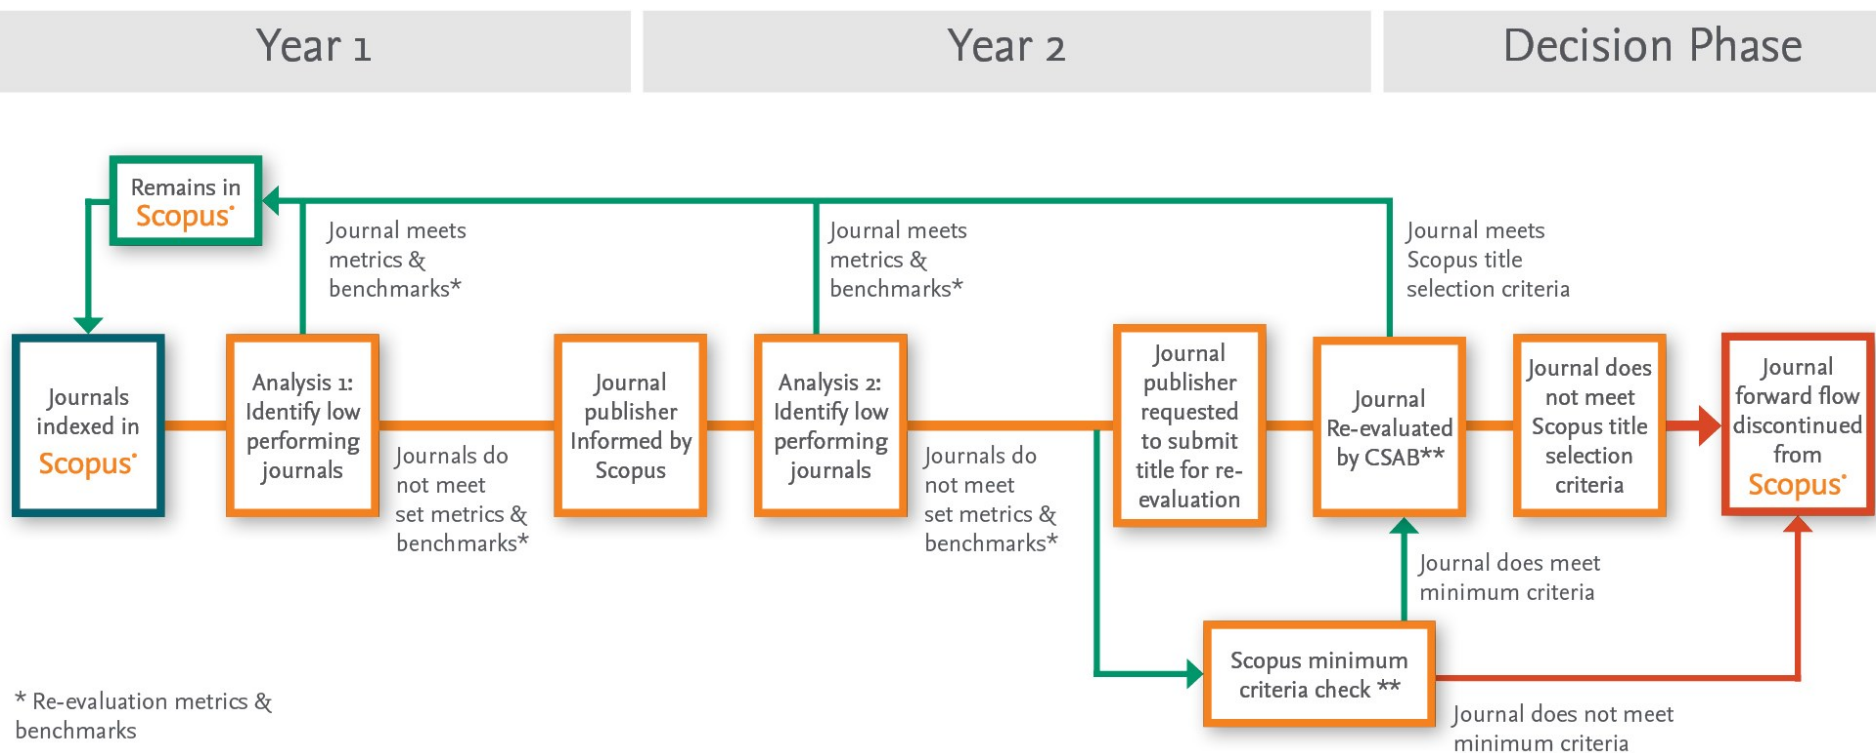 Year 1
Year 2
Decision Phase
Remains in
Scopus•
Journal meets
metrics &
benchmarks*
Journal meets
metrics &
benchmarks*
Journal meets
Scopus title
selection criteria
Journals
indexed in
Scopus•
Analysis 1:
Identify low
performing
journals
Journals do
not meet
set metrics &
benchmarks*
Journal
publisher
Informed by
Scopus
Analysis 2:
Identify low
performing
journals
Journals do
not meet
set metrics &
benchmarks*
Journal
publisher
requested
to submit
title for re-
evaluation
Journal
Re-evaluated
by CSAB**
Journal does
not meet
Scopus title
selection
criteria
Journal
forward flow
discontinued
from
Scopus•
Journal does meet
minimum criteria
Scopus minimum
criteria check **
Journal does not meet
minimum criteria
* Re-evaluation metrics &
benchmarks